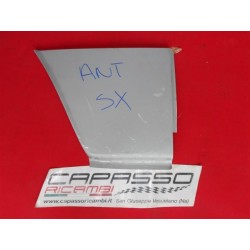 ANT
SX
CAPASSO
RICAMBI
www.capassoricambi.it San Giuseppe Vesuviano (Na)